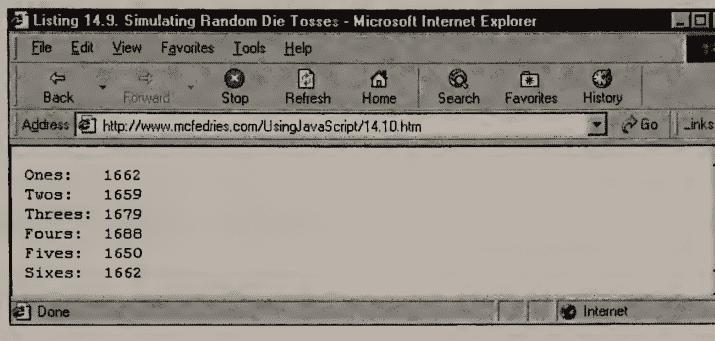 Listing 14.9. Simulating Random Die Tosses - Microsoft Internet Explorer
File Edit View Favorites Tools Help
Back Forward Stop Refresh Home Search Favorites History
Address http://www.mcfedries.com/UsingJavaScript/14.10.htm Go Links
Ones: 1662
Twos: 1659
Threes: 1679
Fours: 1688
Fives: 1650
Sixes: 1662
Done Internet